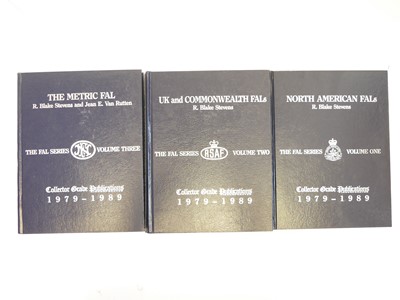 THE METRIC FAL
R. Blake Stevens and Jean E. Van Rutten
THE FAL SERIES FN VOLUME THREE
Collector Grade Publications
1979-1989
UK and COMMONWEALTH FALs
R. Blake Stevens
THE FAL SERIES RSAF VOLUME TWO
Collector Grade Publications
1979-1989
NORTH AMERICAN FALs
R. Blake Stevens
THE FAL SERIES VOLUME ONE
Collector Grade Publications
1979-1989